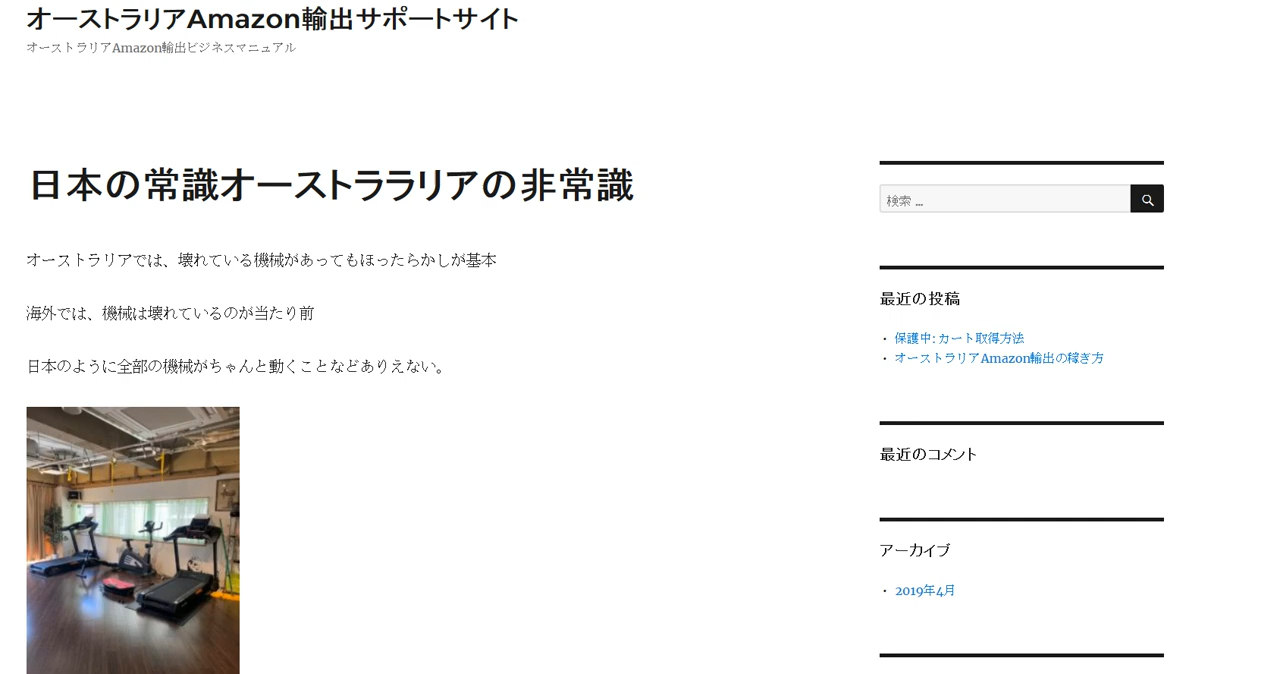 オーストラリアAmazon輸出サポートサイト
オーストラリアAmazon輸出ビジネスマニュアル
日本の常識オーストララリアの非常識
オーストラリアでは、壊れている機械があってもほったらかしが基本
海外では、機械は壊れているのが当たり前
日本のように全部の機械がちゃんと動くことなどありえない。
検索 ...
最近の投稿
・ 保護中: カート取得方法
・ オーストラリアAmazon輸出の稼ぎ方
最近のコメント
アーカイブ
・ 2019年4月